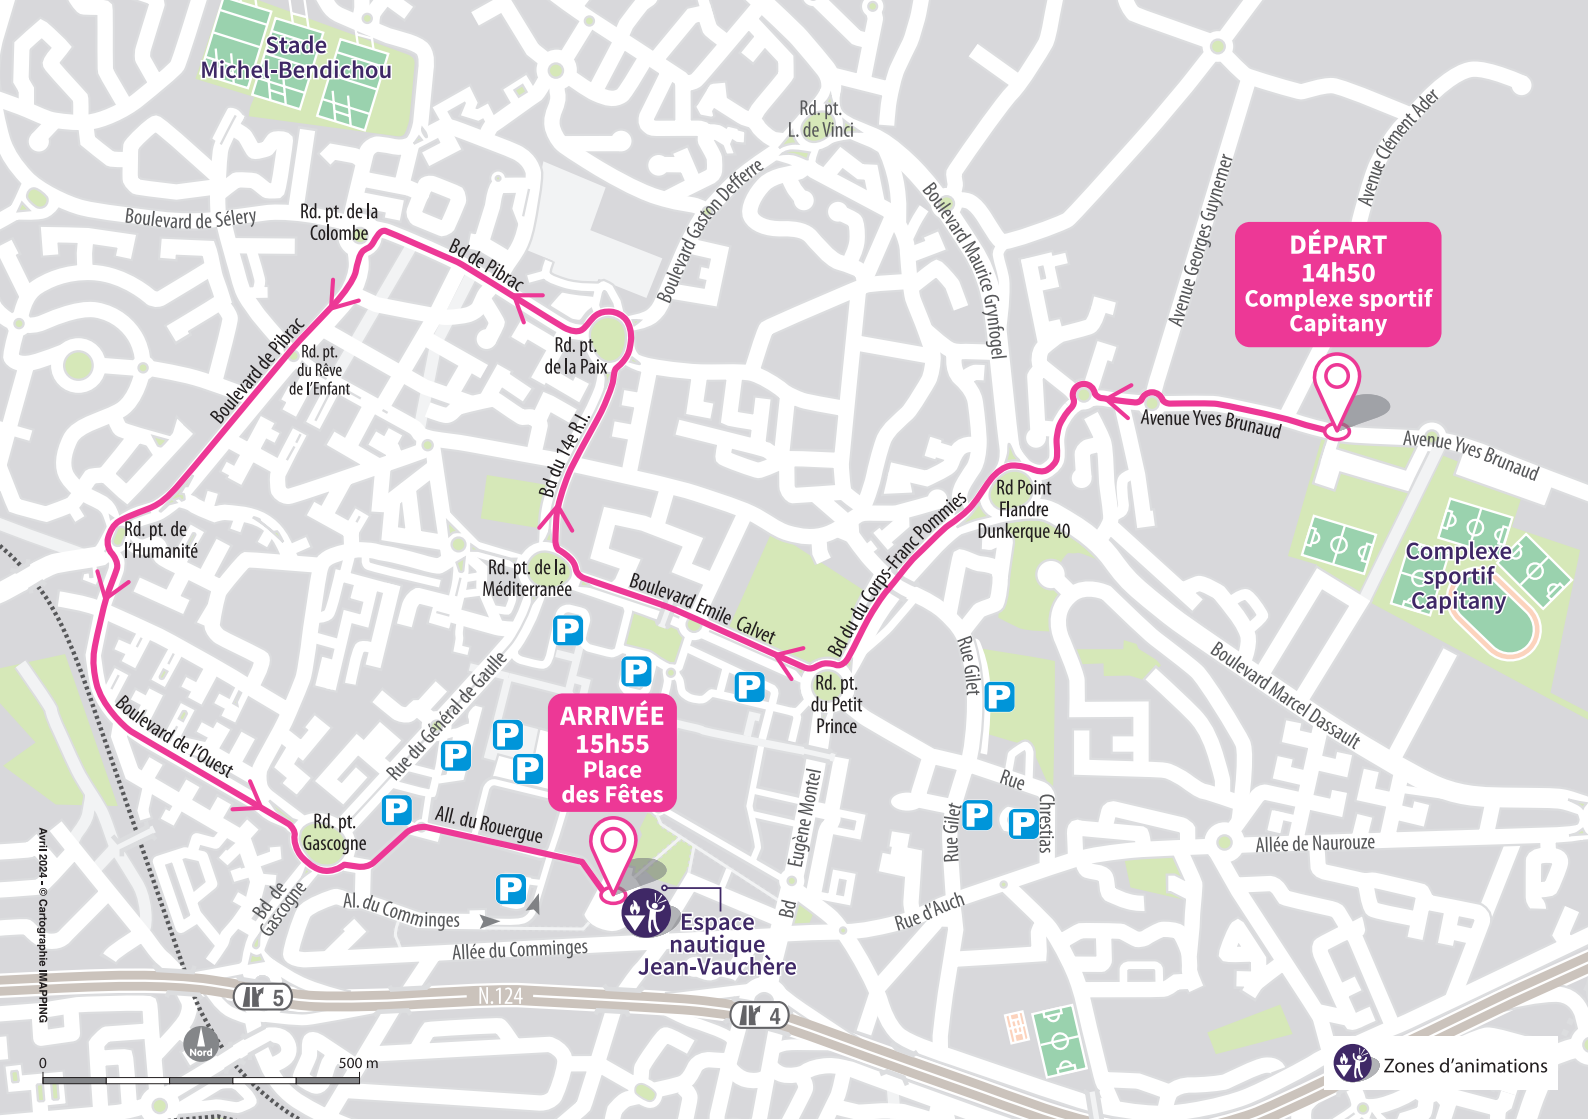 Stade
Michel-Bendichou
Rd. pt.
L. de Vinci
Avenue Clément Ader
Boulevard Gaston Defferre
Boulevard Maurice Grynfogel
Avenue Georges Guynemer
Boulevard de Sélery
Rd. pt. de la
Colombe
Bd de Pibrac
DÉPART
14h50
Complexe sportif
Capitany
Boulevard de Pibrac
Rd. pt.
du Rêve
de l'Enfant
Rd. pt.
de la Paix
Avenue Yves Brunaud
Avenue Yves Brunaud
Bd du 14e R.I.
Rd Point
Flandre
Dunkerque 40
Rd. pt. de
l'Humanité
Bd du du Corps-Franc Pommies
Complexe
sportif
Capitany
Rd. pt. de la
Méditerranée
Boulevard Emile Calvet
P
P
P
P
P
P
P
P
P
P
P
Rue Gilet
Boulevard Marcel Dassault
Rue du Général de Gaulle
Rd. pt.
du Petit
Prince
Boulevard de l'Ouest
ARRIVÉE
15h55
Place
des Fêtes
Rue
Chrestias
Rue Gilet
Bd Eugène Montel
Rd. pt.
Gascogne
All. du Rouergue
Allée de Naurouze
Bd. de
Gascogne
Al. du Comminges
Allée du Comminges
Rue d'Auch
Espace
nautique
Jean-Vauchère
N.124
5
4
Avril 2024 - © Cartographie IMAPPING
Nord
0
500 m
Zones d'animations